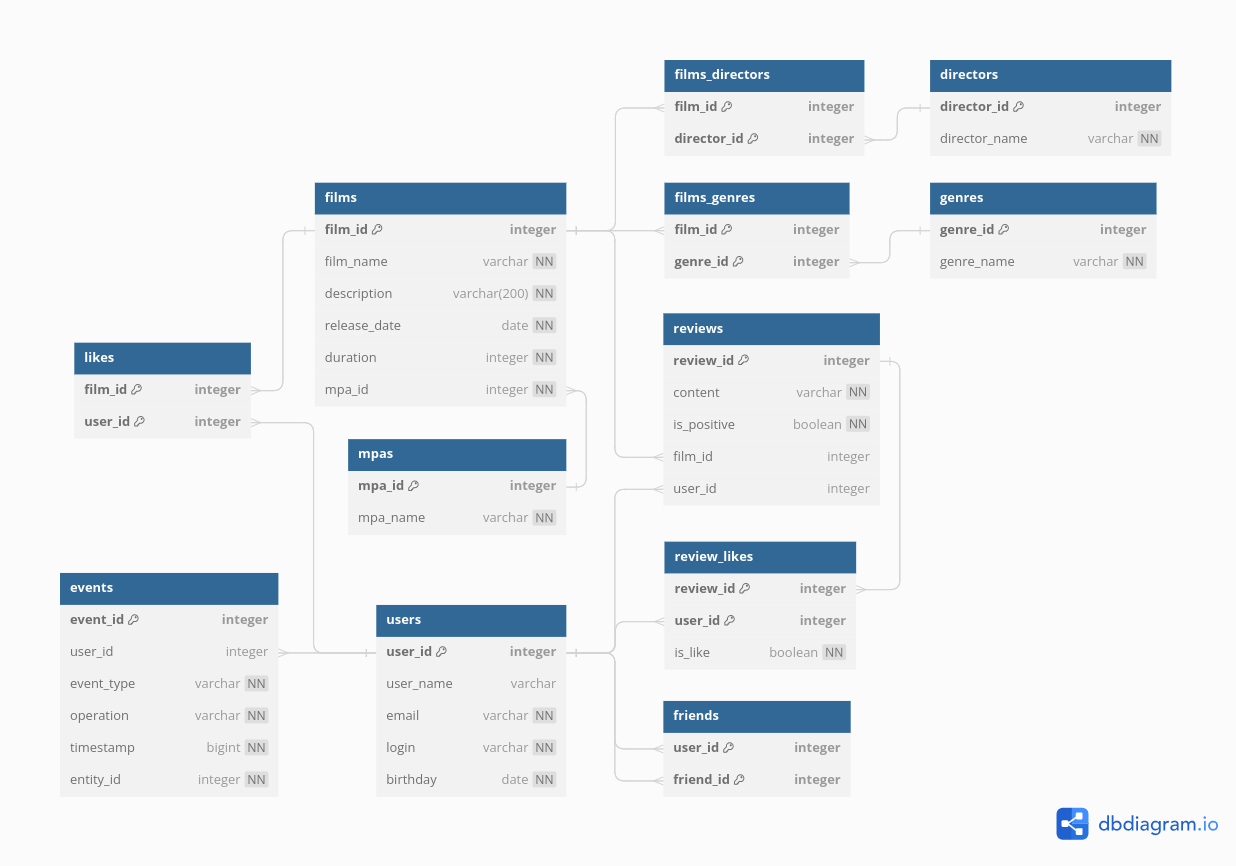 films_directors
film_id integer
director_id integer
directors
director_id integer
director_name varchar NN
films
film_id integer
film_name varchar NN
description varchar(200) NN
release_date date NN
duration integer NN
mpa_id integer NN
films_genres
film_id integer
genre_id integer
genres
genre_id integer
genre_name varchar NN
likes
film_id integer
user_id integer
reviews
review_id integer
content varchar NN
is_positive boolean NN
film_id integer
user_id integer
mpas
mpa_id integer
mpa_name varchar NN
review_likes
review_id integer
user_id integer
is_like boolean NN
events
event_id integer
user_id integer
event_type varchar NN
operation varchar NN
timestamp bigint NN
entity_id integer NN
users
user_id integer
user_name varchar
email varchar NN
login varchar NN
birthday date NN
friends
user_id integer
friend_id integer
dbdiagram.io